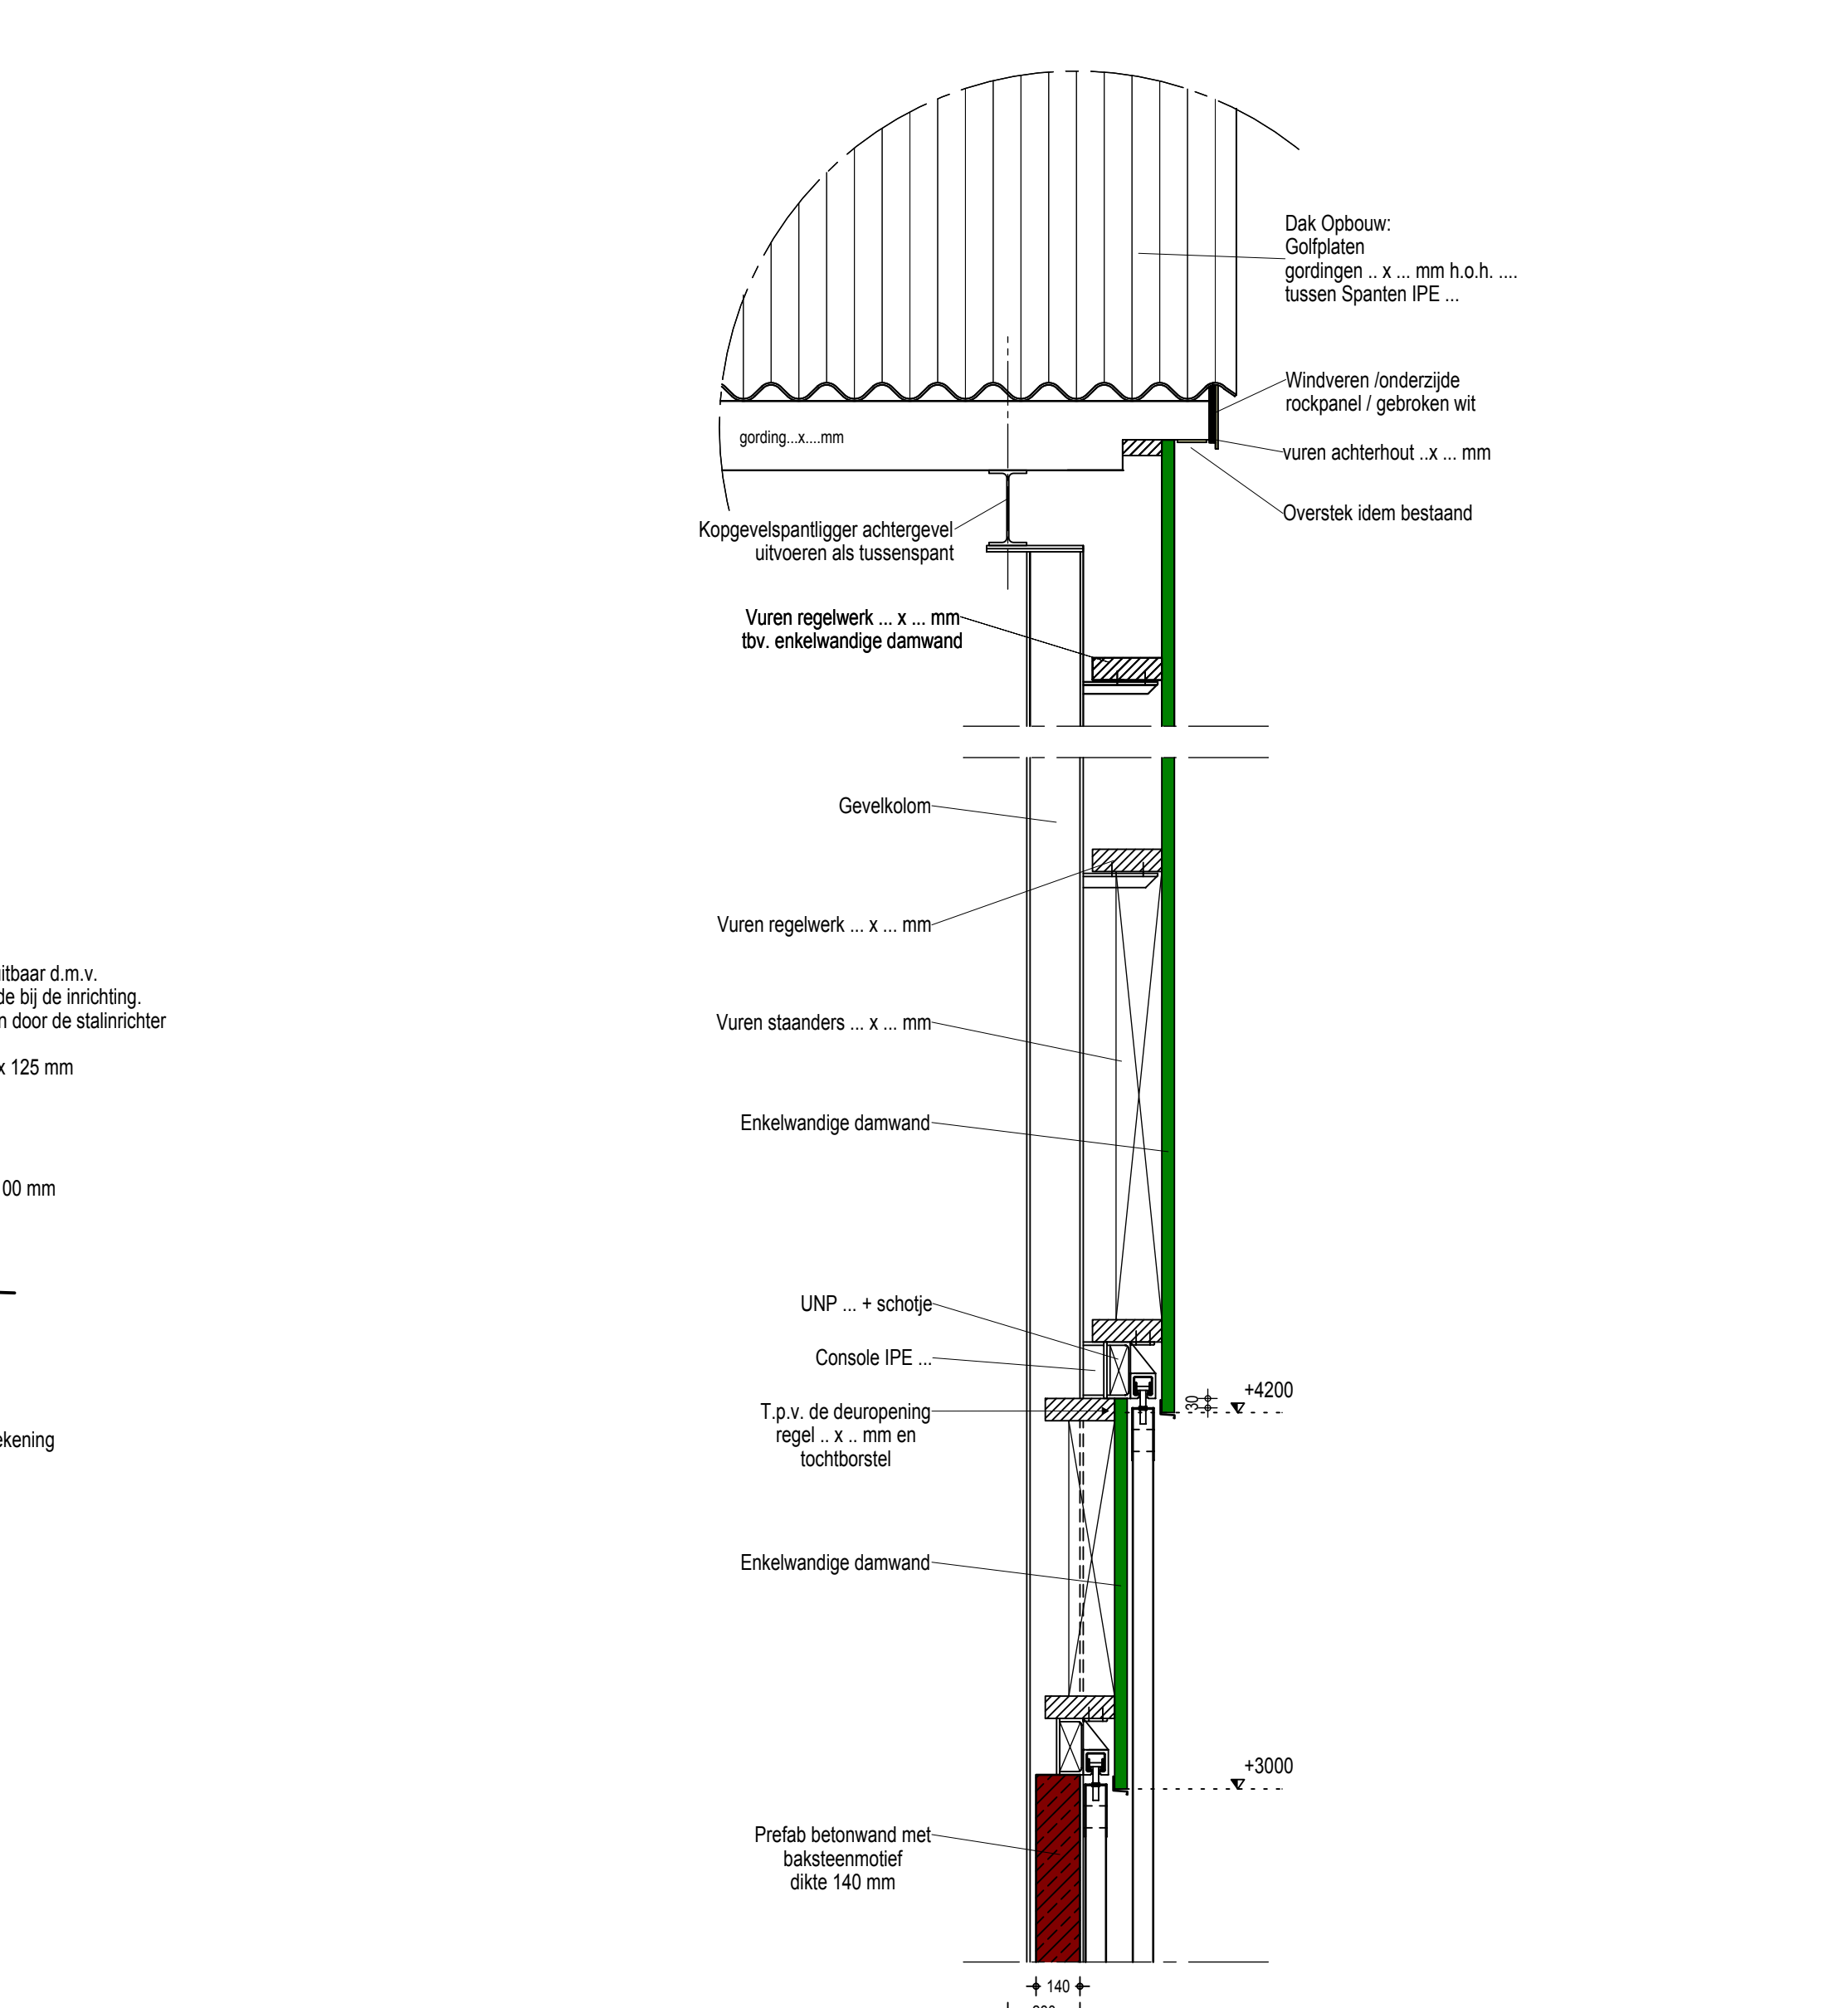 Dak Opbouw:
Golfplaten
gordingen .. x ... mm h.o.h. ....
tussen Spanten IPE ...
Windveren /onderzijde
rockpanel / gebroken wit
gording...x....mm
vuren achterhout ..x ... mm
Overstek idem bestaand
Kopgevelspantligger achtergevel
uitvoeren als tussenspant
Vuren regelwerk ... x ... mm
tbv. enkelwandige damwand
Gevelkolom
Vuren regelwerk ... x ... mm
itbaar d.m.v.
de bij de inrichting.
n door de stalinrichter
Vuren staanders ... x ... mm
x 125 mm
Enkelwandige damwand
00 mm
UNP ... + schotje
Console IPE ...
30
+4200
T.p.v. de deuropening
regel .. x .. mm en
tochtborstel
ekening
Enkelwandige damwand
+3000
Prefab betonwand met
baksteenmotief
dikte 140 mm
140